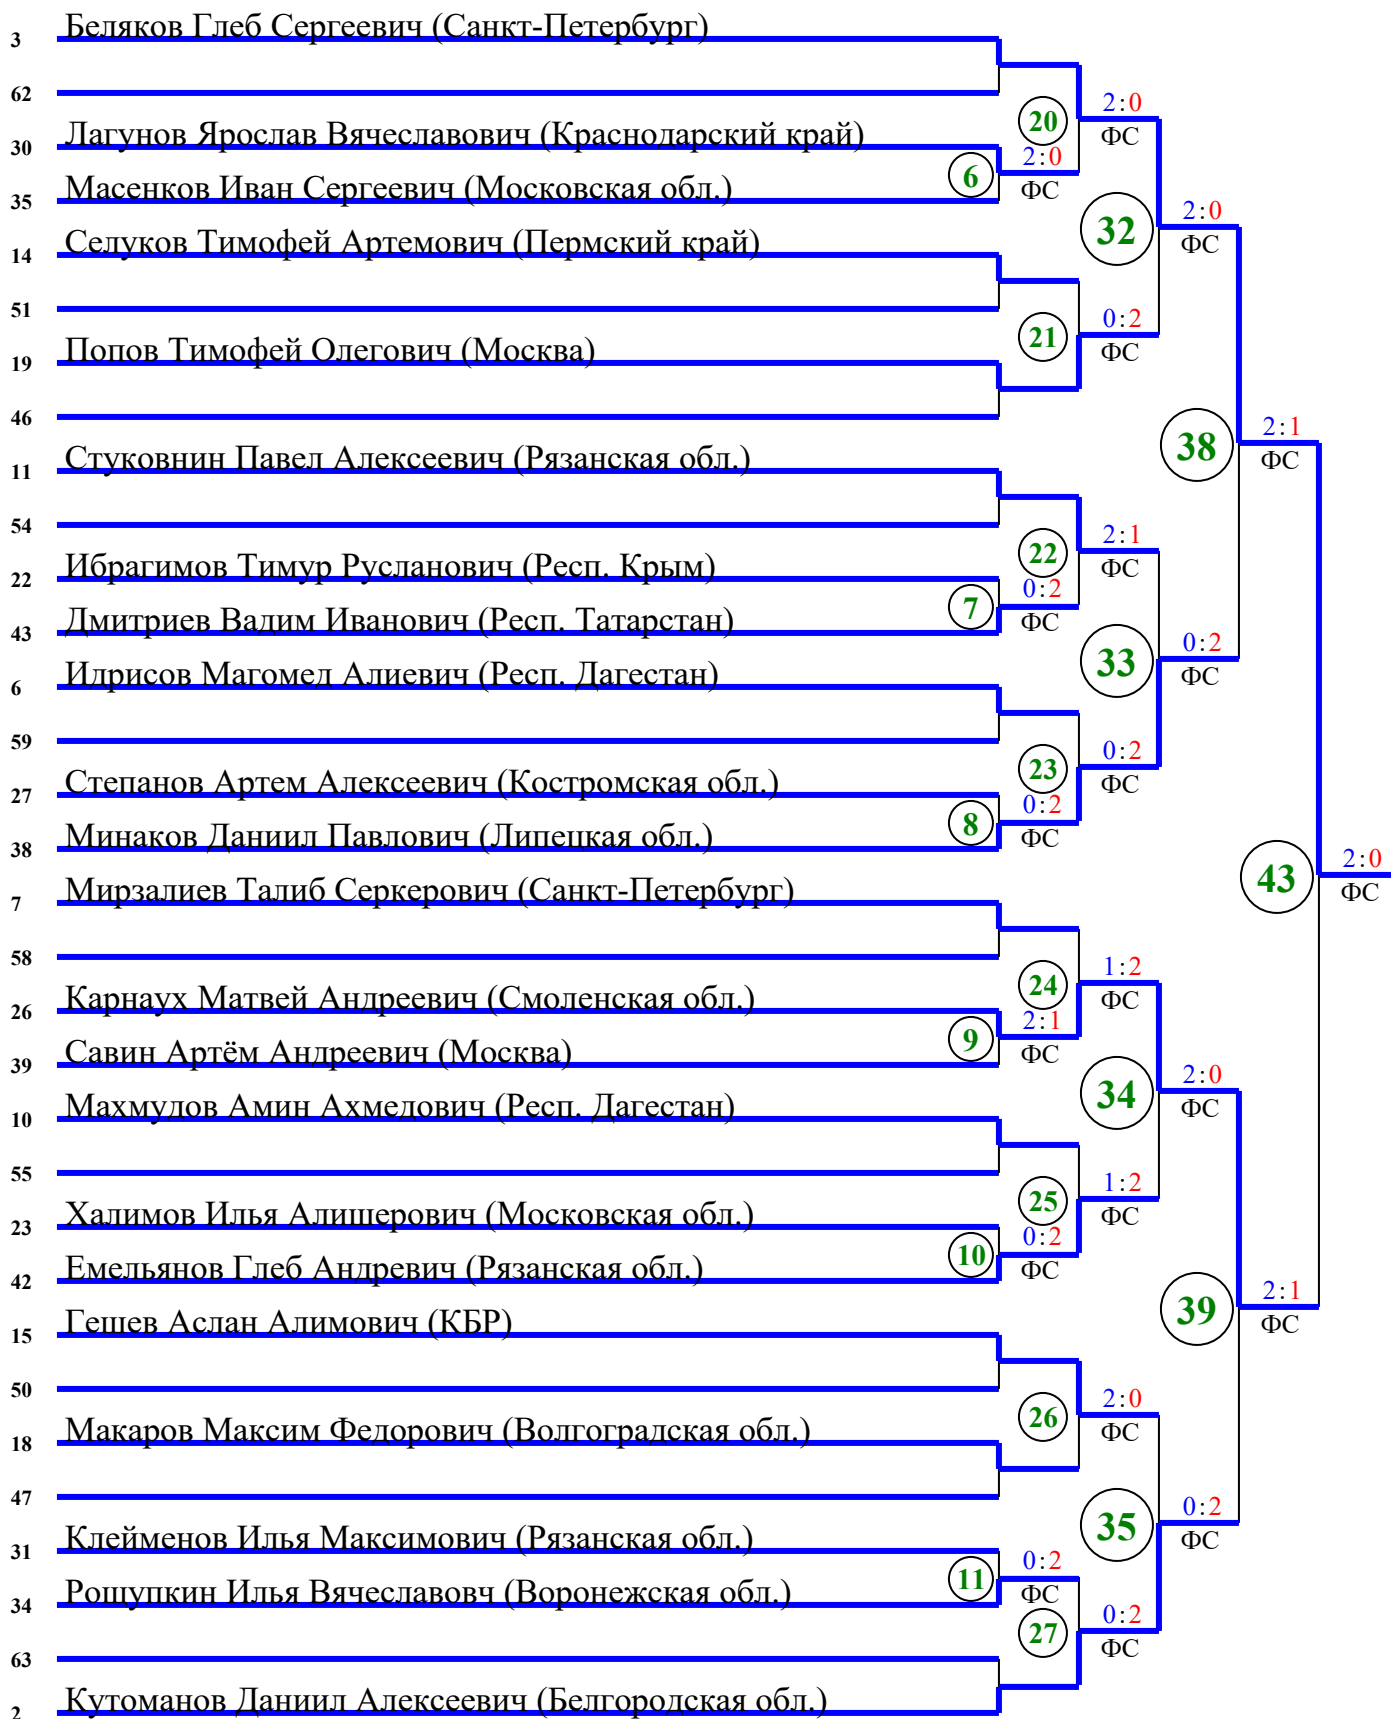 Беляков Глеб Сергеевич (Санкт-Петербург)
3
62
20
2:0
ФС
Лагунов Ярослав Вячеславович (Краснодарский край)
30
6
2:0
ФС
Масенков Иван Сергеевич (Московская обл.)
35
32
2:0
ФС
Селуков Тимофей Артемович (Пермский край)
14
51
21
0:2
ФС
Попов Тимофей Олегович (Москва)
19
46
38
2:1
ФС
Стуковнин Павел Алексеевич (Рязанская обл.)
11
54
22
2:1
ФС
Ибрагимов Тимур Русланович (Респ. Крым)
22
7
0:2
ФС
Дмитриев Вадим Иванович (Респ. Татарстан)
43
33
0:2
ФС
Идрисов Магомед Алиевич (Респ. Дагестан)
6
59
23
0:2
ФС
Степанов Артем Алексеевич (Костромская обл.)
27
8
0:2
ФС
Минаков Даниил Павлович (Липецкая обл.)
38
43
2:0
ФС
Мирзалиев Талиб Серкерович (Санкт-Петербург)
7
58
24
1:2
ФС
Карнаух Матвей Андреевич (Смоленская обл.)
26
9
2:1
ФС
Савин Артём Андреевич (Москва)
39
34
2:0
ФС
Махмудов Амин Ахмедович (Респ. Дагестан)
10
55
25
1:2
ФС
Халимов Илья Алишерович (Московская обл.)
23
10
0:2
ФС
Емельянов Глеб Андревич (Рязанская обл.)
42
39
2:1
ФС
Гешев Аслан Алимович (КБР)
15
50
26
2:0
ФС
Макаров Максим Федорович (Волгоградская обл.)
18
47
35
0:2
ФС
Клейменов Илья Максимович (Рязанская обл.)
31
11
0:2
ФС
Рощупкин Илья Вячеславовч (Воронежская обл.)
34
27
0:2
ФС
63
Кутоманов Даниил Алексеевич (Белгородская обл.)
2